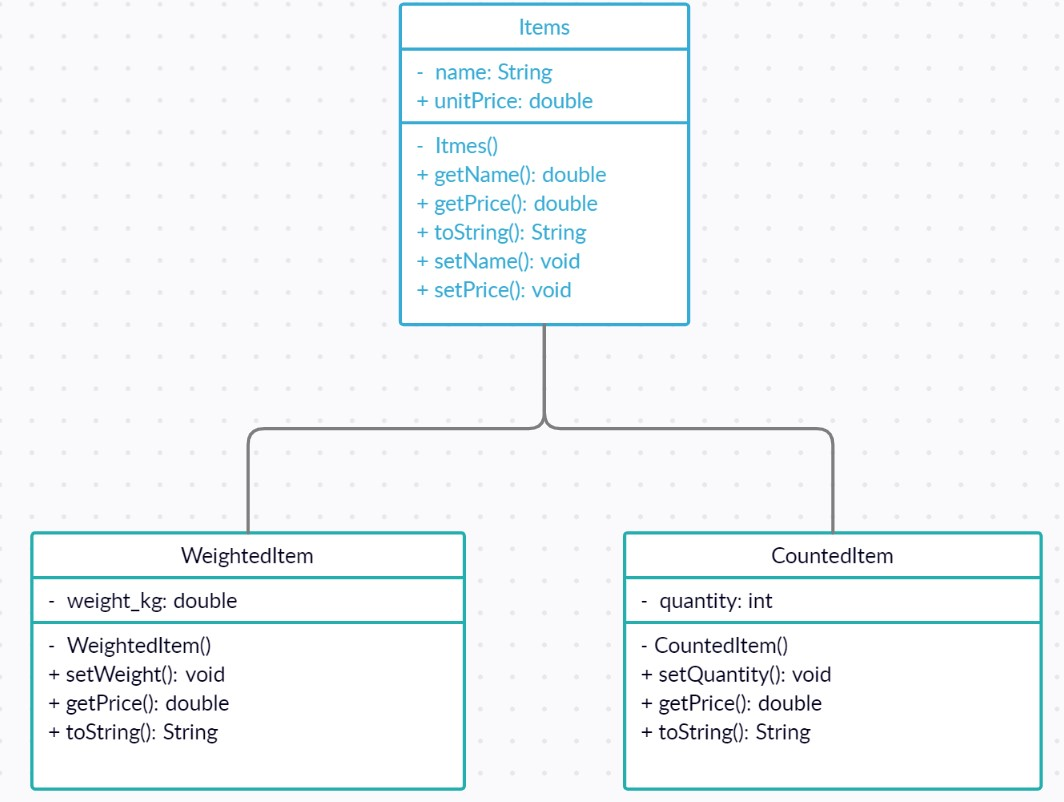 Items
- name: String
+ unitPrice: double
- Itmes()
+ getName(): double
+ getPrice(): double
+ toString(): String
+ setName(): void
+ setPrice(): void
WeightedItem
- weight_kg: double
- WeightedItem()
+ setWeight(): void
+ getPrice(): double
+ toString(): String
CountedItem
- quantity: int
- CountedItem()
+ setQuantity(): void
+ getPrice(): double
+ toString(): String